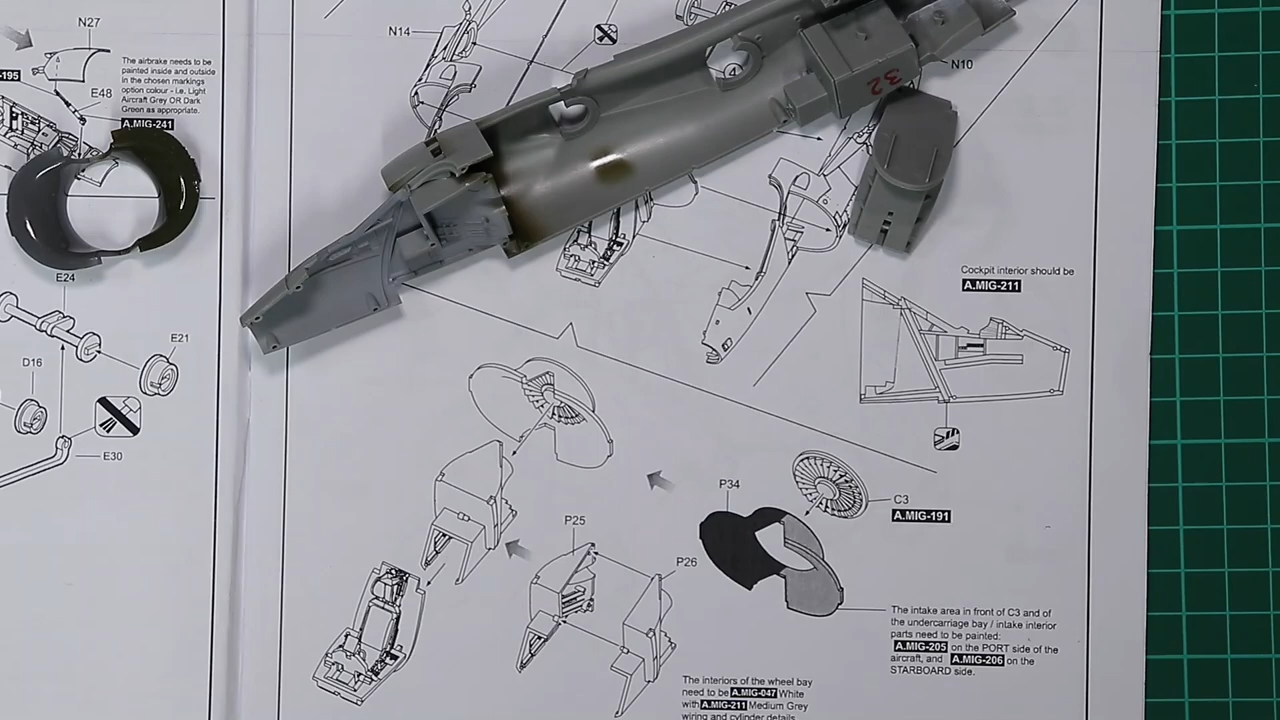 N27
-195
The airbrake needs to be
painted inside and outside
in the chosen markings
option colour - i.e. Light
Aircraft Grey OR Dark
Green as appropriate.
A.MIG-241
E48
E24
E21
D16
E30
N14
4
32
N10
Cockpit interior should be
A.MIG-211
P34
C3
A.MIG-191
P25
P26
The intake area in front of C3 and of
the undercarriage bay / intake interior
parts need to be painted:
A.MIG-205 on the PORT side of the
aircraft, and A.MIG-206 on the
STARBOARD side.
The interiors of the wheel bay
need to be A.MIG-047 White
with A.MIG-211 Medium Grey
wiring and cylinder details